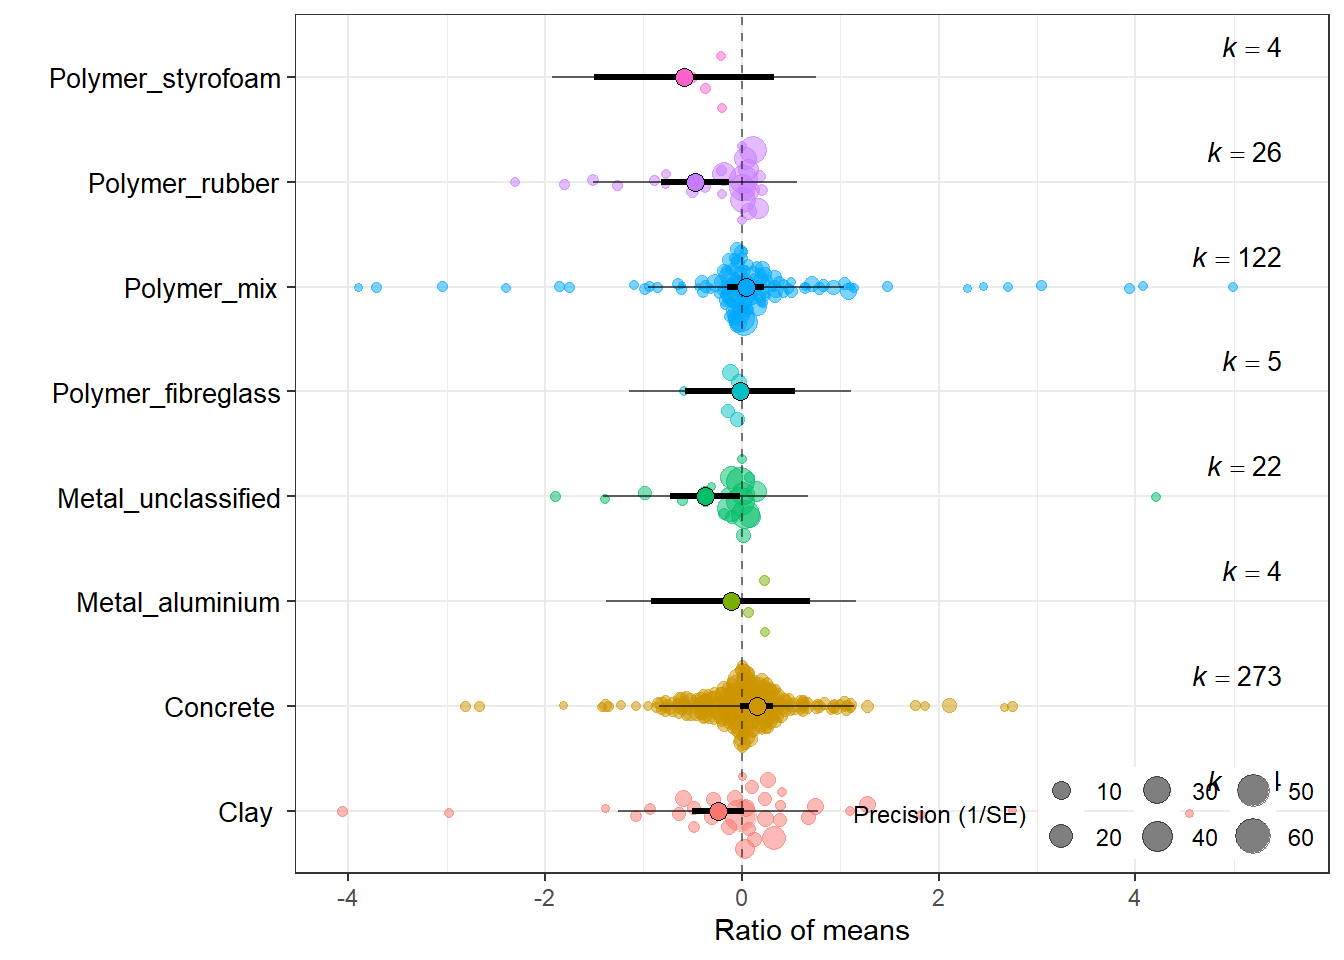 Polymer_styrofoam
k = 4
Polymer_rubber
k = 26
Polymer_mix
k = 122
Polymer_fibreglass
k = 5
Metal_unclassified
k = 22
Metal_aluminium
k = 4
Concrete
k = 273
Clay
k
Precision (1/SE)
10
30
50
20
40
60
-4
-2
0
2
4
Ratio of means